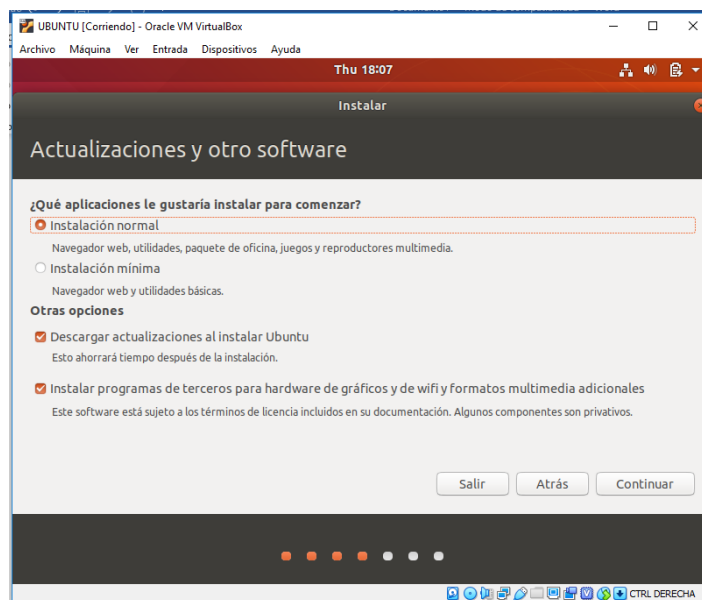 UBUNTU [Corriendo] - Oracle VM VirtualBox
Archivo Máquina Ver Entrada Dispositivos Ayuda
Thu 18:07
Instalar
Actualizaciones y otro software
¿Qué aplicaciones le gustaría instalar para comenzar?
Instalación normal
Navegador web, utilidades, paquete de oficina, juegos y reproductores multimedia.
Instalación mínima
Navegador web y utilidades básicas.
Otras opciones
Descargar actualizaciones al instalar Ubuntu
Esto ahorrará tiempo después de la instalación.
Instalar programas de terceros para hardware de gráficos y de wifi y formatos multimedia adicionales
Este software está sujeto a los términos de licencia incluidos en su documentación. Algunos componentes son privativos.
Salir Atrás Continuar
CTRL DERECHA